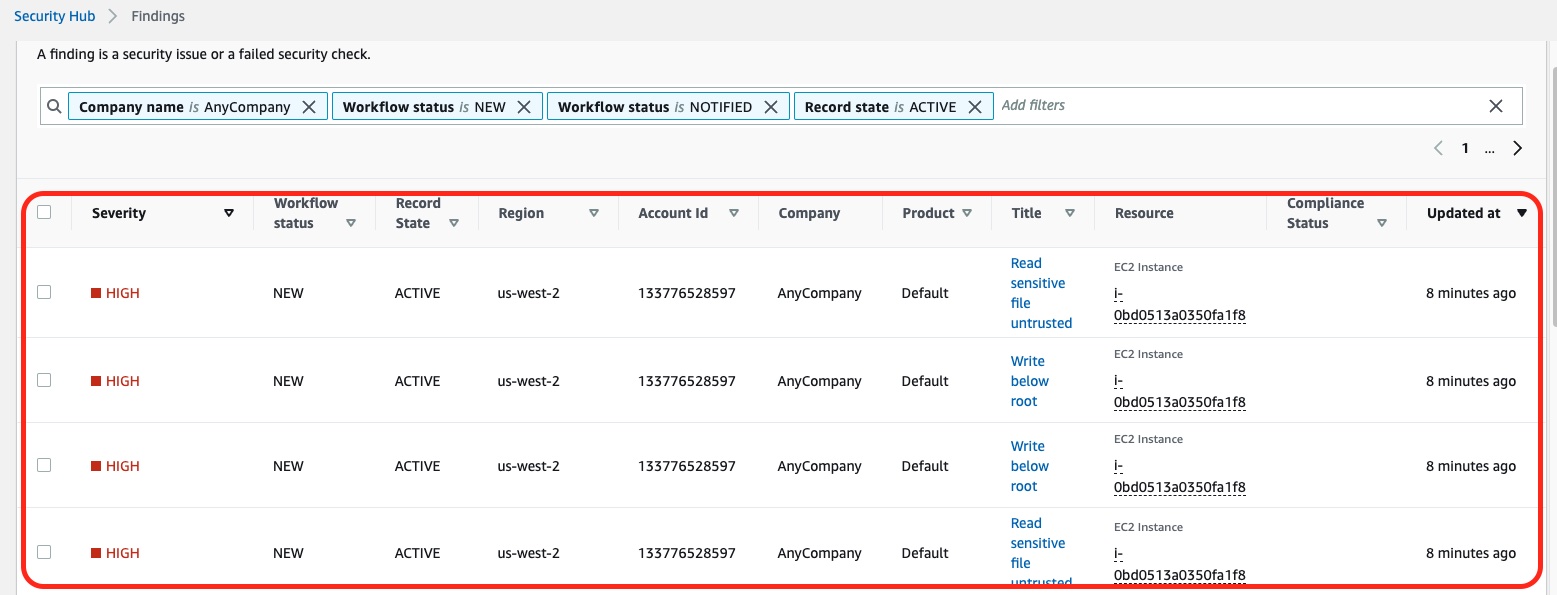 Security Hub > Findings
A finding is a security issue or a failed security check.
Company name is AnyCompany Workflow status is NEW Workflow status is NOTIFIED Record state is ACTIVE Add filters
1 ...
Severity Workflow status Record State Region Account Id Company Product Title Resource Compliance Status Updated at
HIGH NEW ACTIVE us-west-2 133776528597 AnyCompany Default Read sensitive file untrusted EC2 Instance i-0bd0513a0350fa1f8 8 minutes ago
HIGH NEW ACTIVE us-west-2 133776528597 AnyCompany Default Write below root EC2 Instance i-0bd0513a0350fa1f8 8 minutes ago
HIGH NEW ACTIVE us-west-2 133776528597 AnyCompany Default Write below root EC2 Instance i-0bd0513a0350fa1f8 8 minutes ago
HIGH NEW ACTIVE us-west-2 133776528597 AnyCompany Default Read sensitive file untrusted EC2 Instance i-0bd0513a0350fa1f8 8 minutes ago